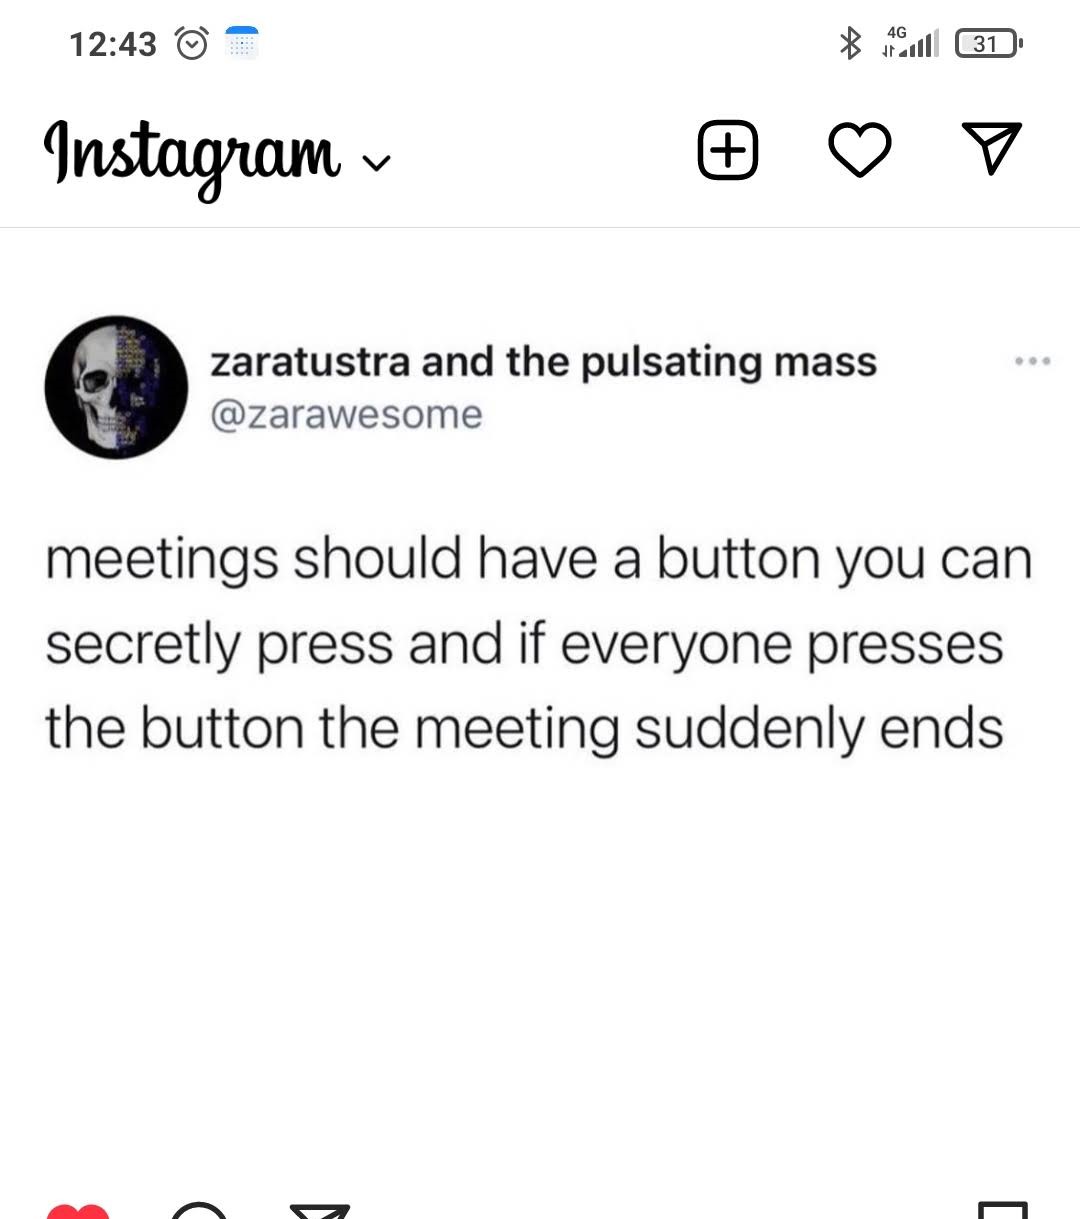 12:43
4G
31
Instagram
zaratustra and the pulsating mass
@zarawesome
meetings should have a button you can
secretly press and if everyone presses
the button the meeting suddenly ends